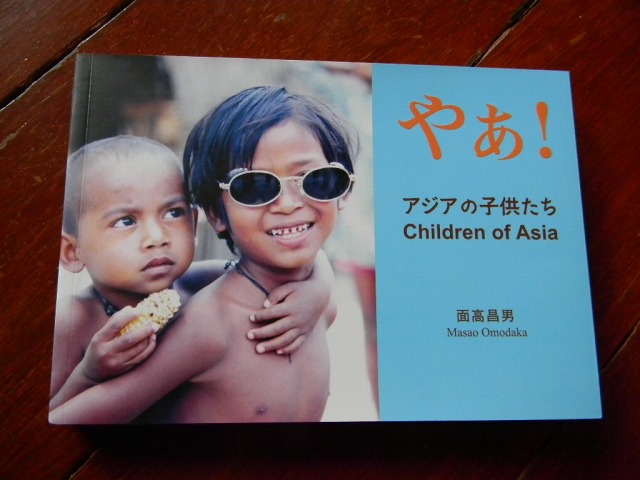 やぁ!
アジアの子供たち
Children of Asia
面高昌男
Masao Omodaka